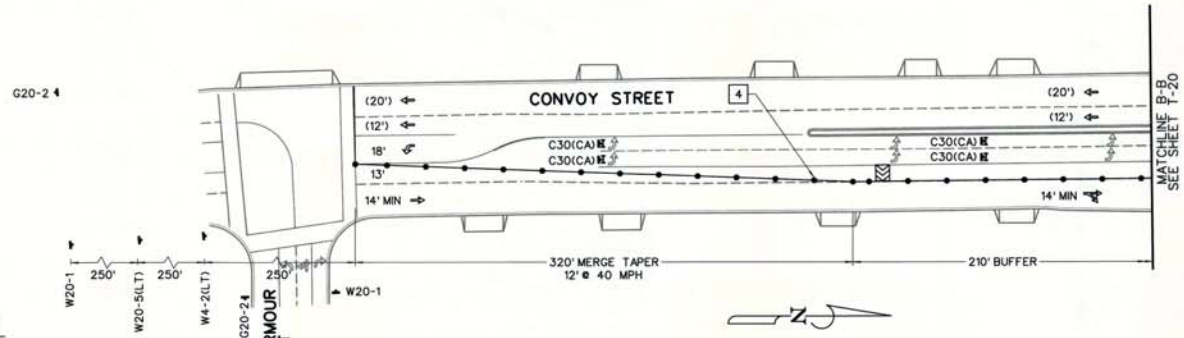 G20-2
(20')
CONVOY STREET
4
(20')
(12')
(12')
18'
C30(CA)
C30(CA)
C30(CA)
C30(CA)
13'
14' MIN
14' MIN
MATCHLINE B-B
SEE SHEET T-20
250'
250'
250'
320' MERGE TAPER
12' @ 40 MPH
210' BUFFER
W20-1
W20-5(LT)
W4-2(LT)
G20-2
RMOUR
W20-1
N